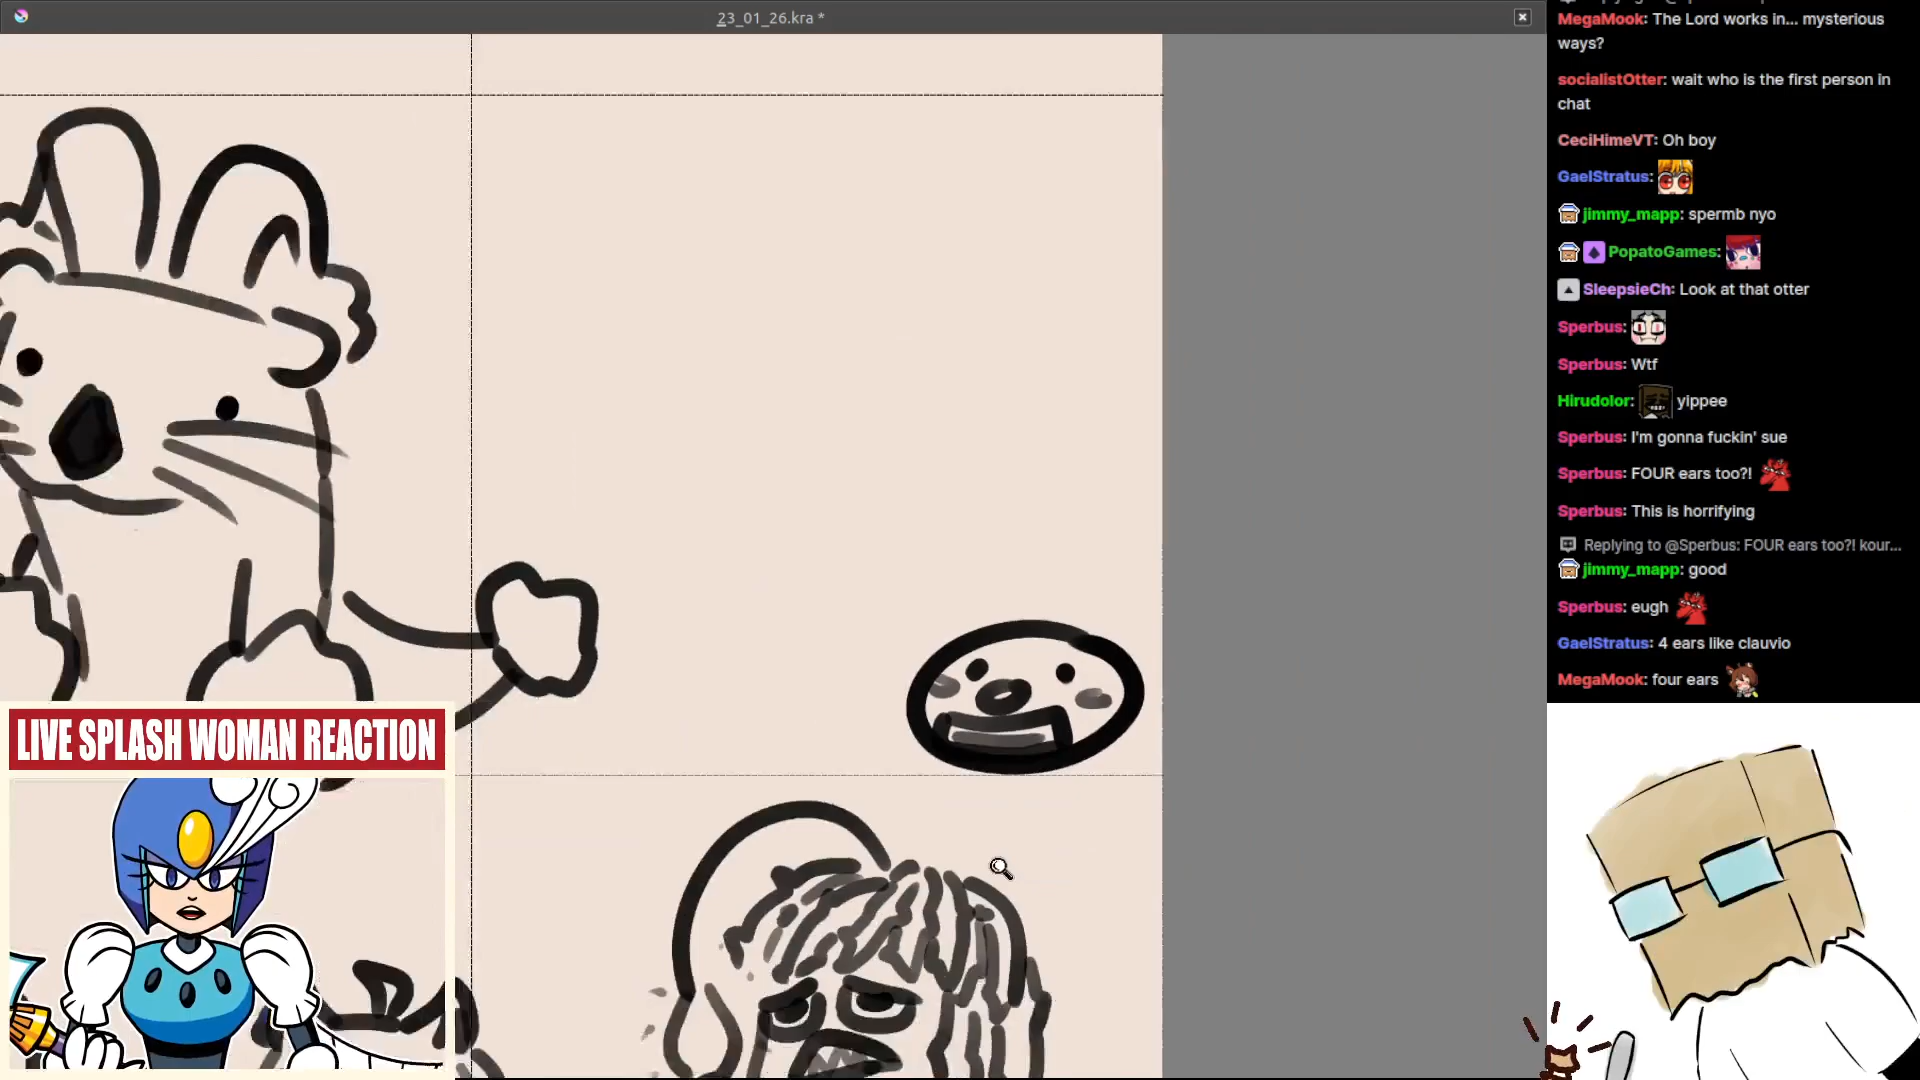 23_01_26.kra *
MegaMook: The Lord works in... mysterious
ways?
socialistOtter: wait who is the first person in
chat
CeciHimeVT: Oh boy
GaelStratus:
jimmy_mapp: spermb nyo
PopatoGames:
SleepsieCh: Look at that otter
Sperbus:
Sperbus: Wtf
Hirudolor: yippee
Sperbus: I'm gonna fuckin' sue
Sperbus: FOUR ears too?!
Sperbus: This is horrifying
Replying to @Sperbus: FOUR ears too?! kour...
jimmy_mapp: good
Sperbus: eugh
GaelStratus: 4 ears like clauvio
MegaMook: four ears
LIVE SPLASH WOMAN REACTION